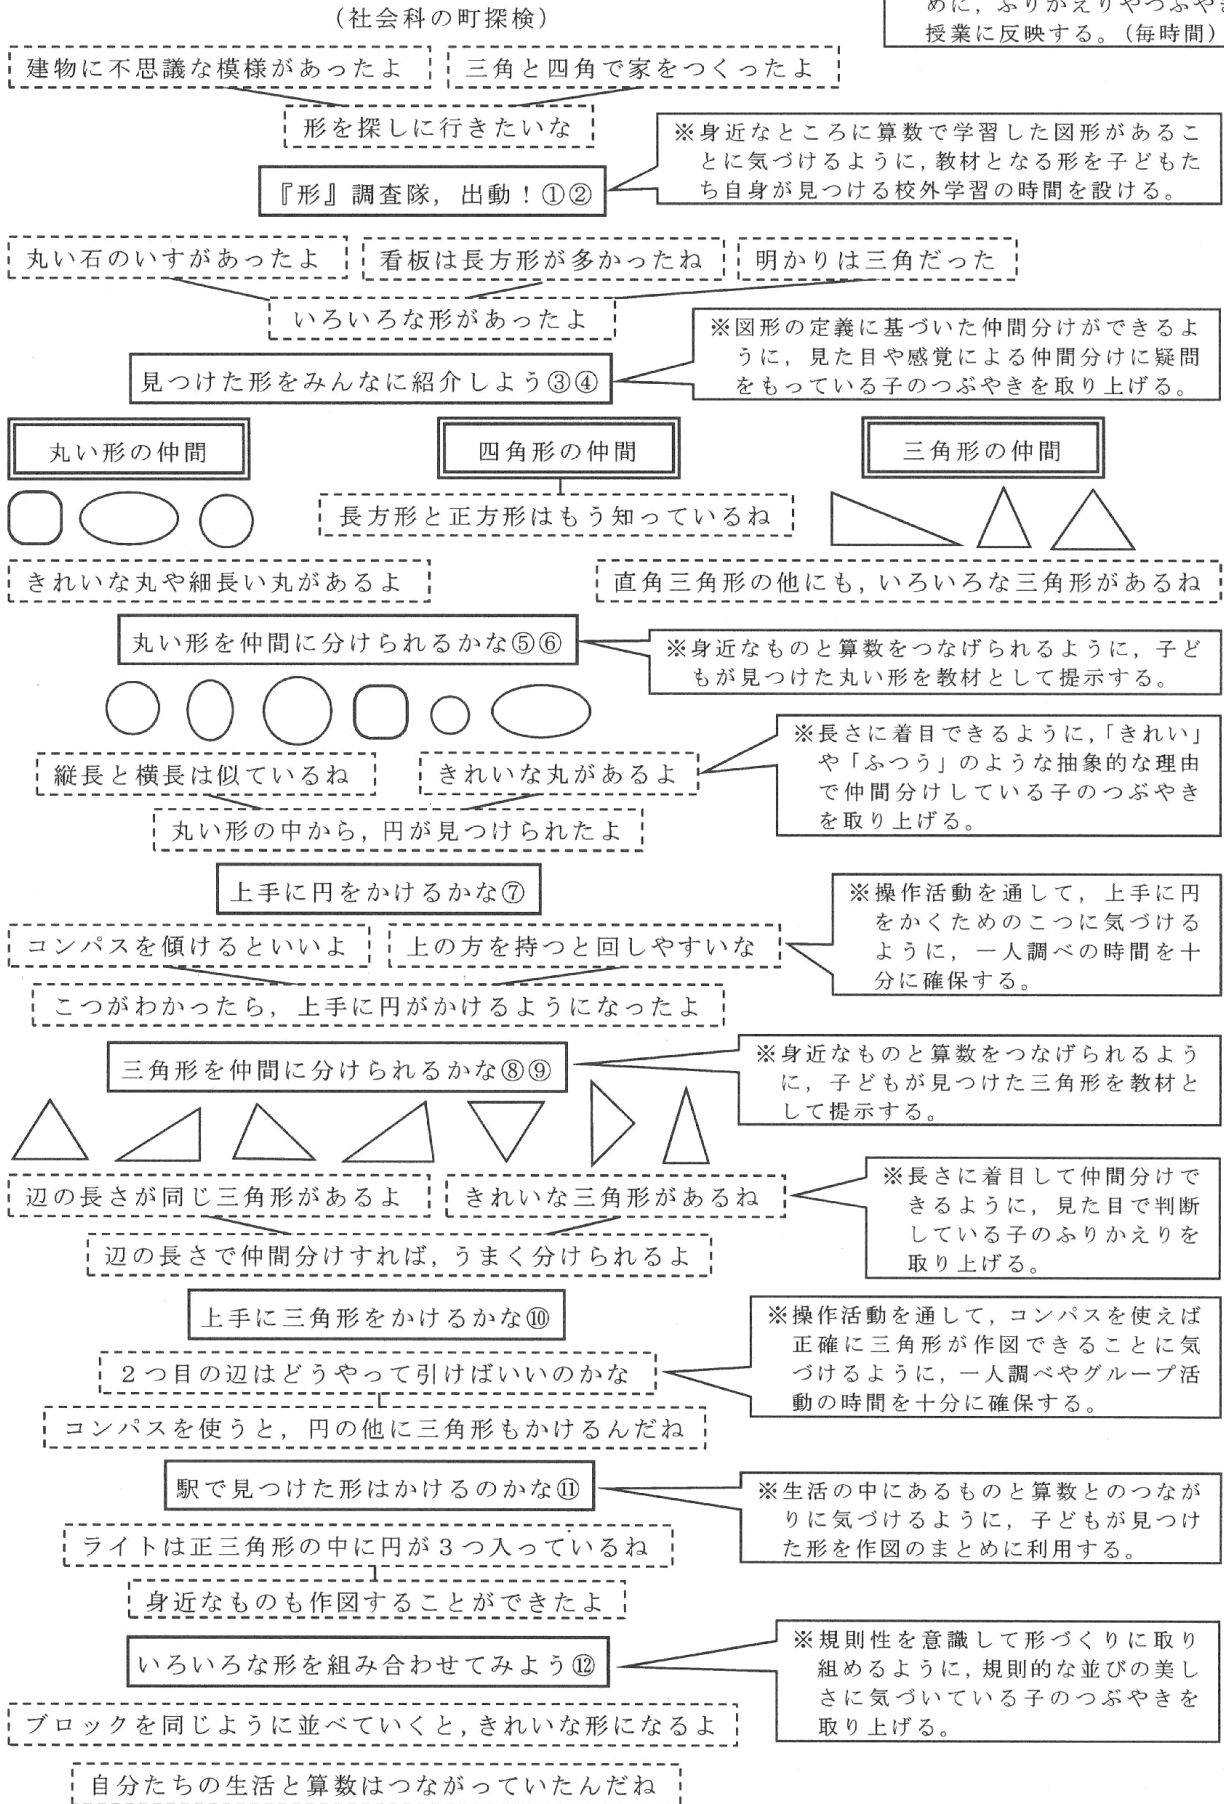 (社会科の町探検)
めに，ふりかえりやつぶやき
授業に反映する。(毎時間)
建物に不思議な模様があったよ
三角と四角で家をつくったよ
形を探しに行きたいな
『形』調査隊，出動！①②
※身近なところに算数で学習した図形があるこ
とに気づけるように，教材となる形を子どもた
ち自身が見つける校外学習の時間を設ける。
丸い石のいすがあったよ
看板は長方形が多かったね
明かりは三角だった
いろいろな形があったよ
見つけた形をみんなに紹介しよう③④
※図形の定義に基づいた仲間分けができるよ
うに，見た目や感覚による仲間分けに疑問
をもっている子のつぶやきを取り上げる。
丸い形の仲間
四角形の仲間
三角形の仲間
長方形と正方形はもう知っているね
きれいな丸や細長い丸があるよ
直角三角形の他にも，いろいろな三角形があるね
丸い形を仲間に分けられるかな⑤⑥
※身近なものと算数をつなげられるように，子ど
もが見つけた丸い形を教材として提示する。
縦長と横長は似ているね
きれいな丸があるよ
※長さに着目できるように，「きれい」
や「ふつう」のような抽象的な理由
で仲間分けしている子のつぶやき
を取り上げる。
丸い形の中から，円が見つけられたよ
上手に円をかけるかな⑦
コンパスを傾けるといいよ
上の方を持つと回しやすいな
※操作活動を通して，上手に円
をかくためのこつに気づける
ように，一人調べの時間を十
分に確保する。
こつがわかったら，上手に円がかけるようになったよ
三角形を仲間に分けられるかな⑧⑨
※身近なものと算数をつなげられるよう
に，子どもが見つけた三角形を教材と
して提示する。
辺の長さが同じ三角形があるよ
きれいな三角形があるね
※長さに着目して仲間分けで
きるように，見た目で判断
している子のふりかえりを
取り上げる。
辺の長さで仲間分けすれば，うまく分けられるよ
上手に三角形をかけるかな⑩
※操作活動を通して，コンパスを使えば
正確に三角形が作図できることに気
づけるように，一人調べやグループ活
動の時間を十分に確保する。
２つ目の辺はどうやって引けばいいのかな
コンパスを使うと，円の他に三角形もかけるんだね
駅で見つけた形はかけるのかな⑪
※生活の中にあるものと算数とのつなが
りに気づけるように，子どもが見つけ
た形を作図のまとめに利用する。
ライトは正三角形の中に円が３つ入っているね
身近なものも作図することができたよ
いろいろな形を組み合わせてみよう⑫
※規則性を意識して形づくりに取り
組めるように，規則的な並びの美し
さに気づいている子のつぶやきを
取り上げる。
ブロックを同じように並べていくと，きれいな形になるよ
自分たちの生活と算数はつながっていたんだね